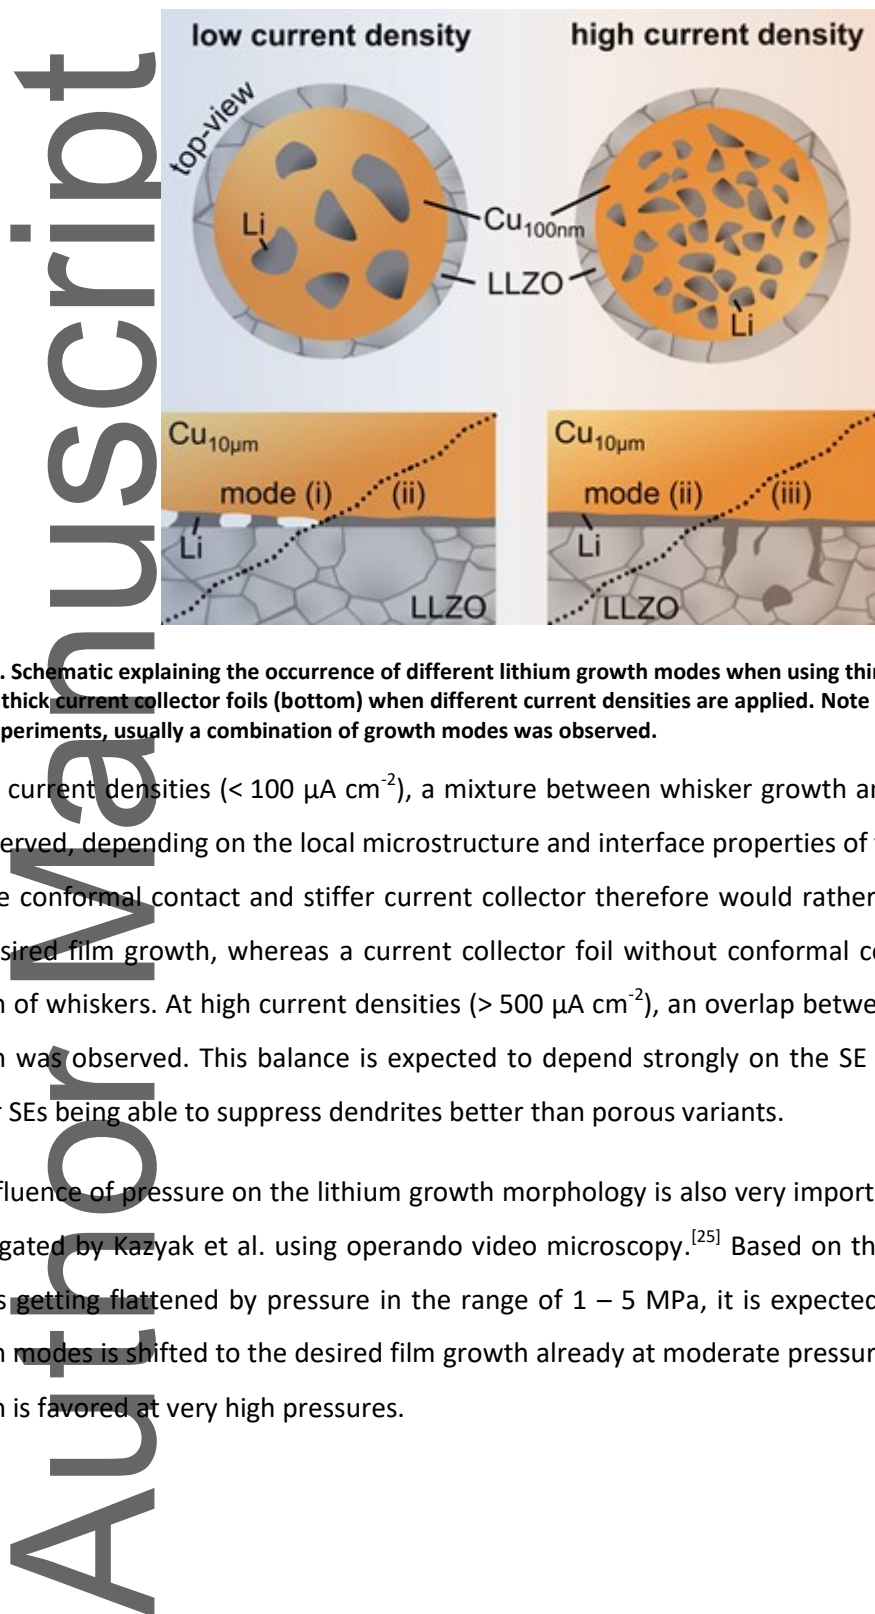 low current density
high current density
top-view
Li
Cu100nm
LLZO
Li
Cu10µm
mode (i)
(ii)
Li
LLZO
Cu10µm
mode (ii)
(iii)
Li
LLZO
. Schematic explaining the occurrence of different lithium growth modes when using thin
thick current collector foils (bottom) when different current densities are applied. Note
periments, usually a combination of growth modes was observed.
current densities (< 100 µA cm-2), a mixture between whisker growth
erved, depending on the local microstructure and interface properties of
e conformal contact and stiffer current collector therefore would rather
sired film growth, whereas a current collector foil without conformal
n of whiskers. At high current densities (> 500 µA cm-2), an overlap
n was observed. This balance is expected to depend strongly on the SE
r SEs being able to suppress dendrites better than porous variants.
fluence of pressure on the lithium growth morphology is also very
gated by Kazyak et al. using operando video microscopy.[25] Based on
s getting flattened by pressure in the range of 1 – 5 MPa, it is expected
n modes is shifted to the desired film growth already at moderate
n is favored at very high pressures.
Author Manuscript